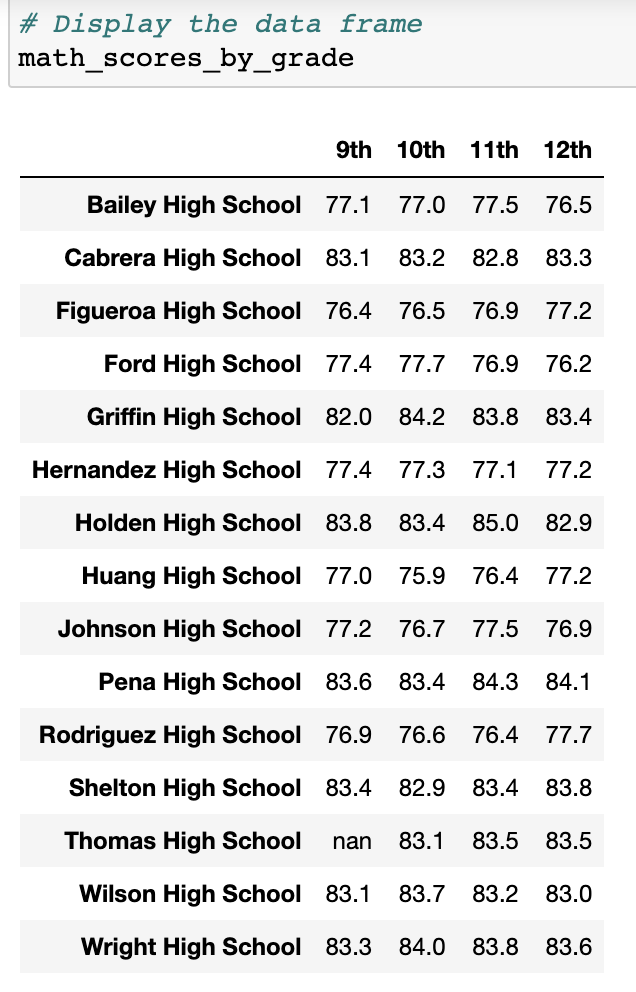 # Display the data frame
math_scores_by_grade
9th 10th 11th 12th
Bailey High School 77.1 77.0 77.5 76.5
Cabrera High School 83.1 83.2 82.8 83.3
Figueroa High School 76.4 76.5 76.9 77.2
Ford High School 77.4 77.7 76.9 76.2
Griffin High School 82.0 84.2 83.8 83.4
Hernandez High School 77.4 77.3 77.1 77.2
Holden High School 83.8 83.4 85.0 82.9
Huang High School 77.0 75.9 76.4 77.2
Johnson High School 77.2 76.7 77.5 76.9
Pena High School 83.6 83.4 84.3 84.1
Rodriguez High School 76.9 76.6 76.4 77.7
Shelton High School 83.4 82.9 83.4 83.8
Thomas High School nan 83.1 83.5 83.5
Wilson High School 83.1 83.7 83.2 83.0
Wright High School 83.3 84.0 83.8 83.6